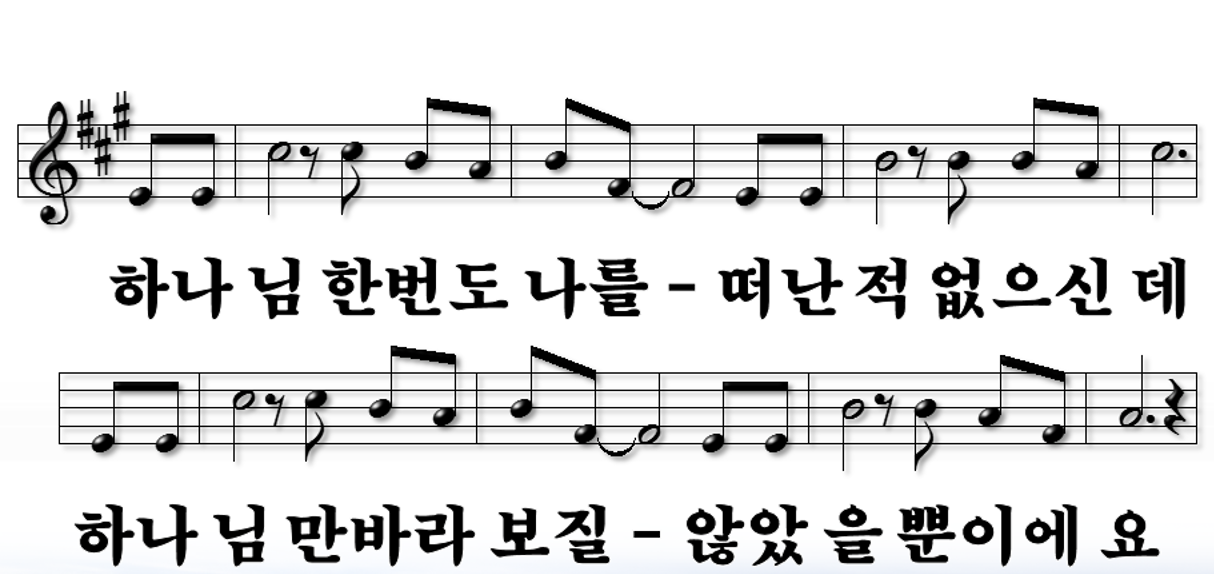 하나 님 한번도 나를 - 떠난 적 없으신 데
하나 님 만바라 보질 - 않았 을 뿐이에 요